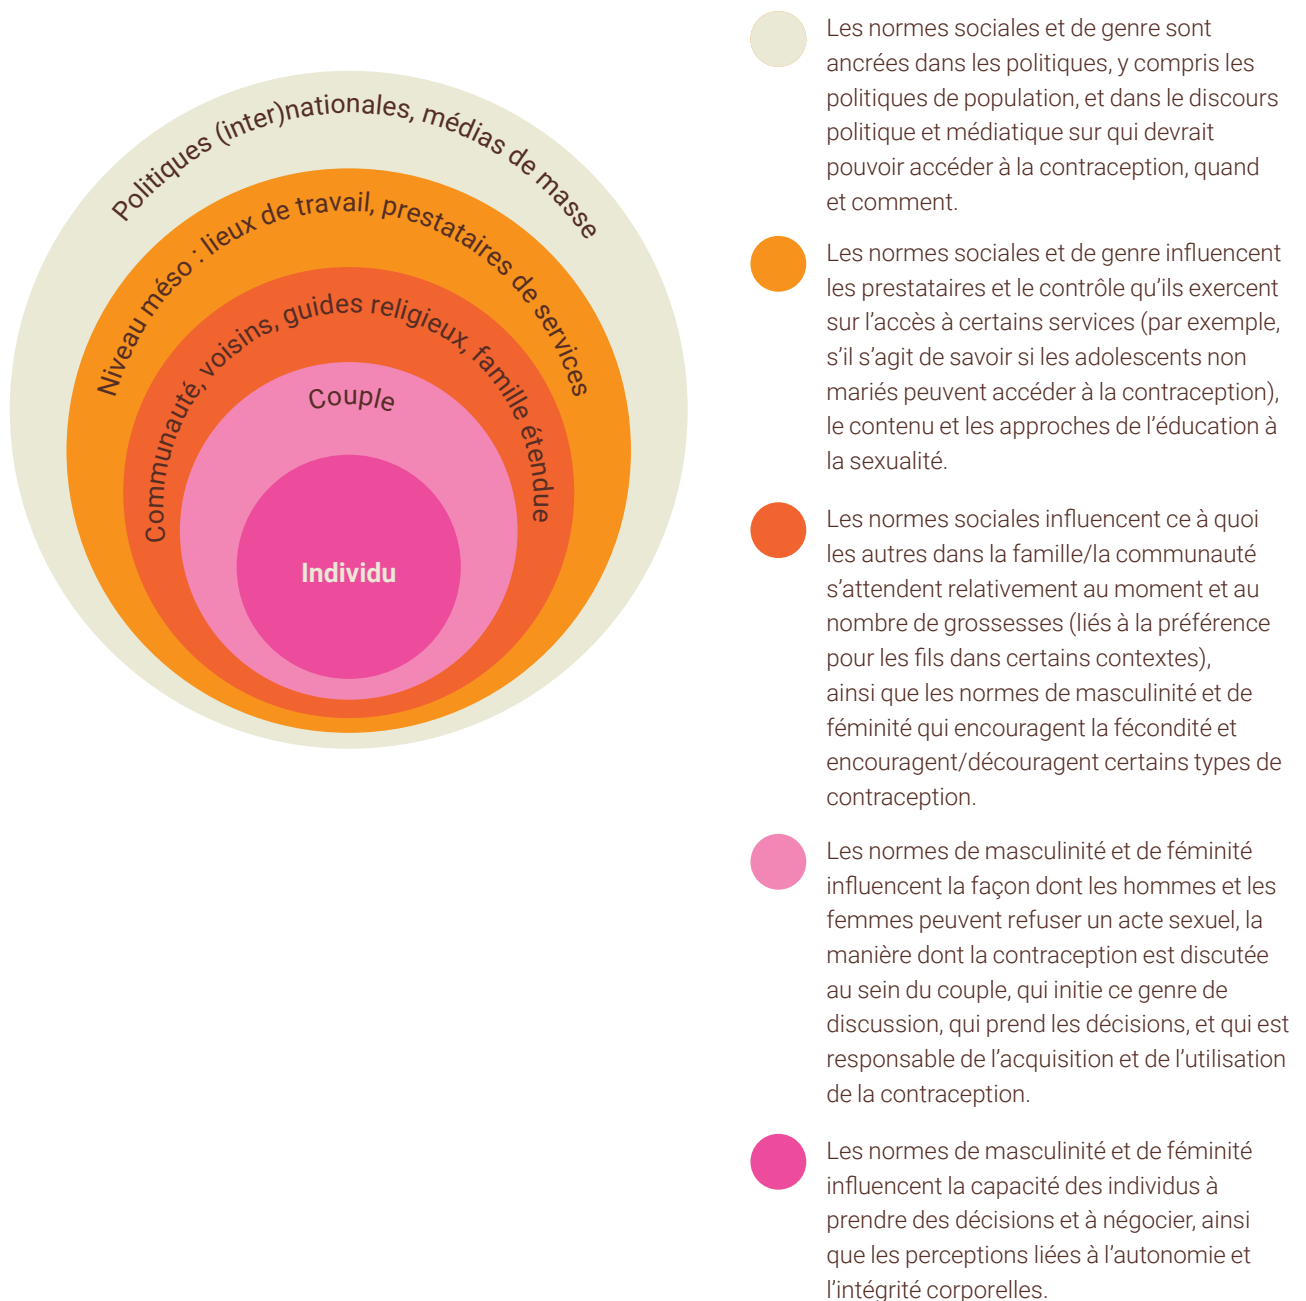 Politiques (inter)nationales, médias de masse
Niveau méso : lieux de travail, prestataires de services
Communauté, voisins, guides religieux, famille étendue
Couple
Individu
Les normes sociales et de genre sont
ancrées dans les politiques, y compris les
politiques de population, et dans le discours
politique et médiatique sur qui devrait
pouvoir accéder à la contraception, quand
et comment.
Les normes sociales et de genre influencent
les prestataires et le contrôle qu’ils exercent
sur l’accès à certains services (par exemple,
s’il s’agit de savoir si les adolescents non
mariés peuvent accéder à la contraception),
le contenu et les approches de l’éducation à
la sexualité.
Les normes sociales influencent ce à quoi
les autres dans la famille/la communauté
s’attendent relativement au moment et au
nombre de grossesses (liés à la préférence
pour les fils dans certains contextes),
ainsi que les normes de masculinité et de
féminité qui encouragent la fécondité et
encouragent/découragent certains types de
contraception.
Les normes de masculinité et de féminité
influencent la façon dont les hommes et les
femmes peuvent refuser un acte sexuel, la
manière dont la contraception est discutée
au sein du couple, qui initie ce genre de
discussion, qui prend les décisions, et qui est
responsable de l’acquisition et de l’utilisation
de la contraception.
Les normes de masculinité et de féminité
influencent la capacité des individus à
prendre des décisions et à négocier, ainsi
que les perceptions liées à l’autonomie et
l’intégrité corporelles.